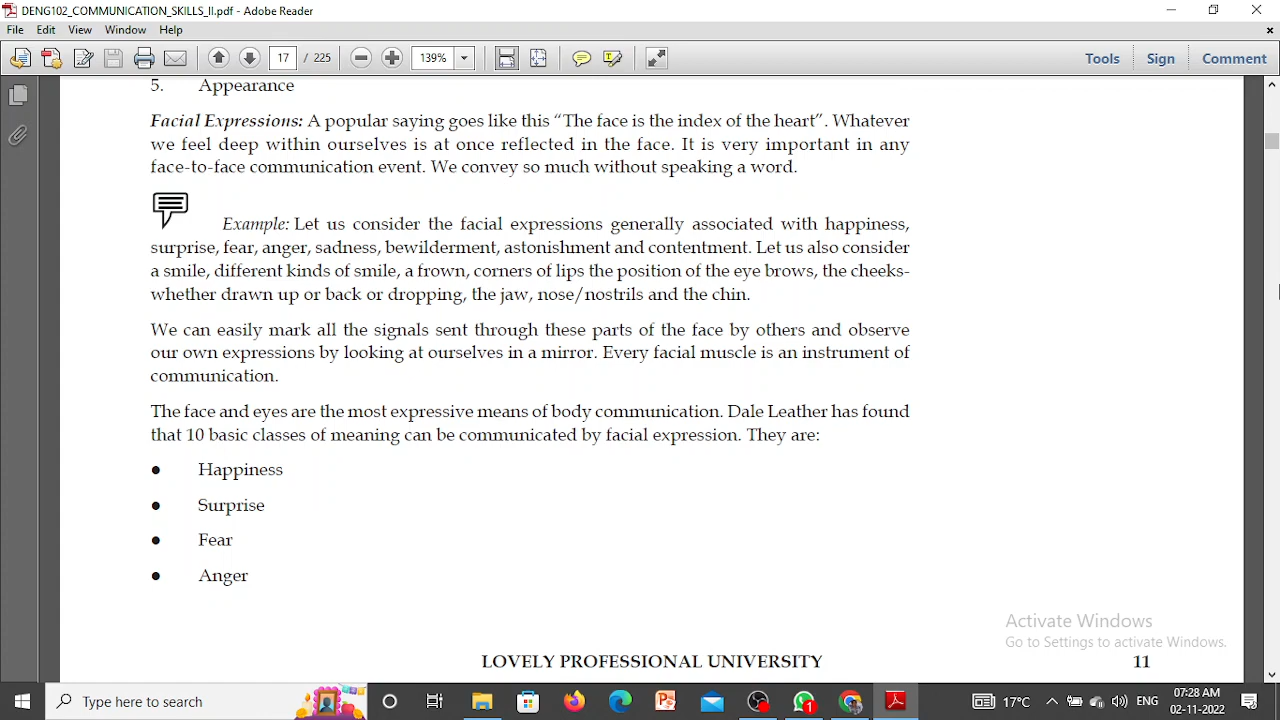 DENG102_COMMUNICATION_SKILLS_II.pdf - Adobe Reader
File Edit View Window Help
17 / 225 139% Tools Sign Comment
5. Appearance
Facial Expressions: A popular saying goes like this “The face is the index of the heart”. Whatever
we feel deep within ourselves is at once reflected in the face. It is very important in any
face-to-face communication event. We convey so much without speaking a word.
Example: Let us consider the facial expressions generally associated with happiness,
surprise, fear, anger, sadness, bewilderment, astonishment and contentment. Let us also consider
a smile, different kinds of smile, a frown, corners of lips the position of the eye brows, the cheeks-
whether drawn up or back or dropping, the jaw, nose/nostrils and the chin.
We can easily mark all the signals sent through these parts of the face by others and observe
our own expressions by looking at ourselves in a mirror. Every facial muscle is an instrument of
communication.
The face and eyes are the most expressive means of body communication. Dale Leather has found
that 10 basic classes of meaning can be communicated by facial expression. They are:
● Happiness
● Surprise
● Fear
● Anger
Activate Windows
Go to Settings to activate Windows.
LOVELY PROFESSIONAL UNIVERSITY 11
Type here to search 17°C ENG 07:28 AM
02-11-2022